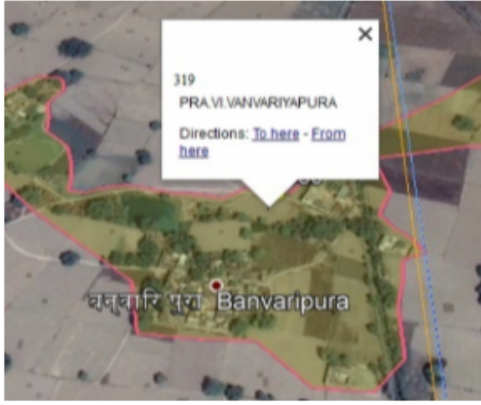 319
PRA.VI.VANVARIYAPURA
Directions: To here - From
here
वनवारि पुरा Banvaripura